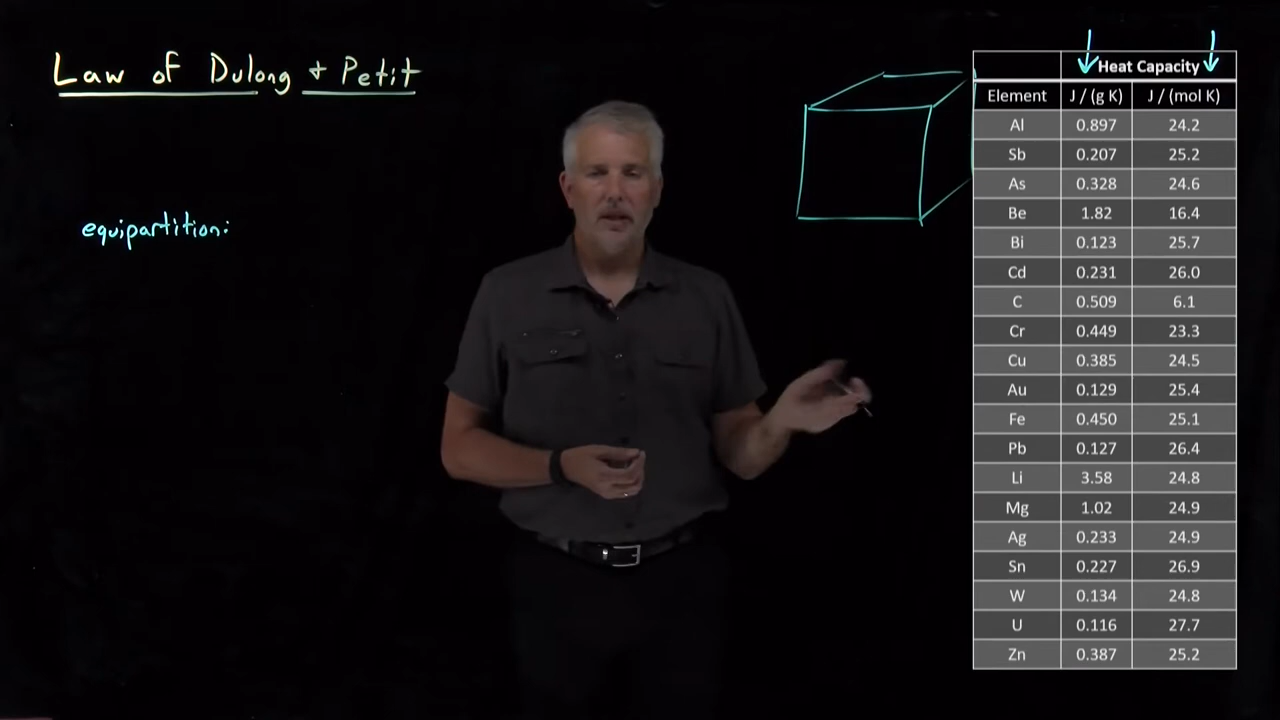 Law of Dulong + Petit
equipartition:
Heat Capacity
Element J / (g K) J / (mol K)
Al 0.897 24.2
Sb 0.207 25.2
As 0.328 24.6
Be 1.82 16.4
Bi 0.123 25.7
Cd 0.231 26.0
C 0.509 6.1
Cr 0.449 23.3
Cu 0.385 24.5
Au 0.129 25.4
Fe 0.450 25.1
Pb 0.127 26.4
Li 3.58 24.8
Mg 1.02 24.9
Ag 0.233 24.9
Sn 0.227 26.9
W 0.134 24.8
U 0.116 27.7
Zn 0.387 25.2